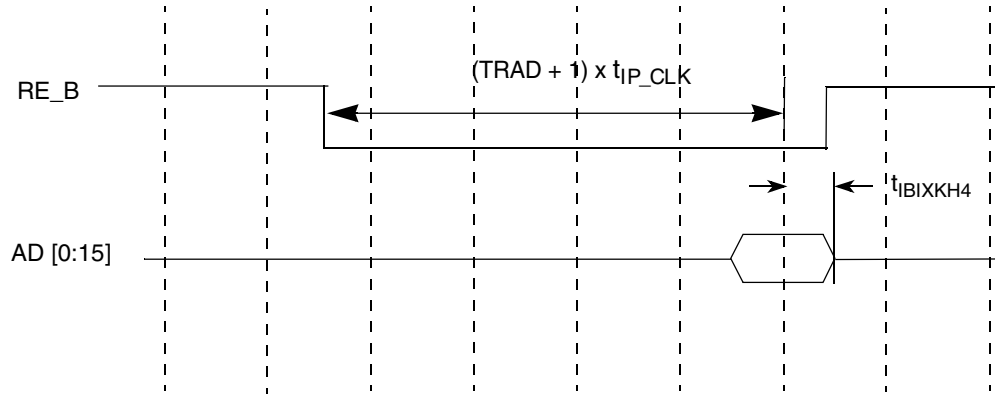 (TRAD + 1) x tIP_CLK
RE_B
tIBIXKH4
AD [0:15]